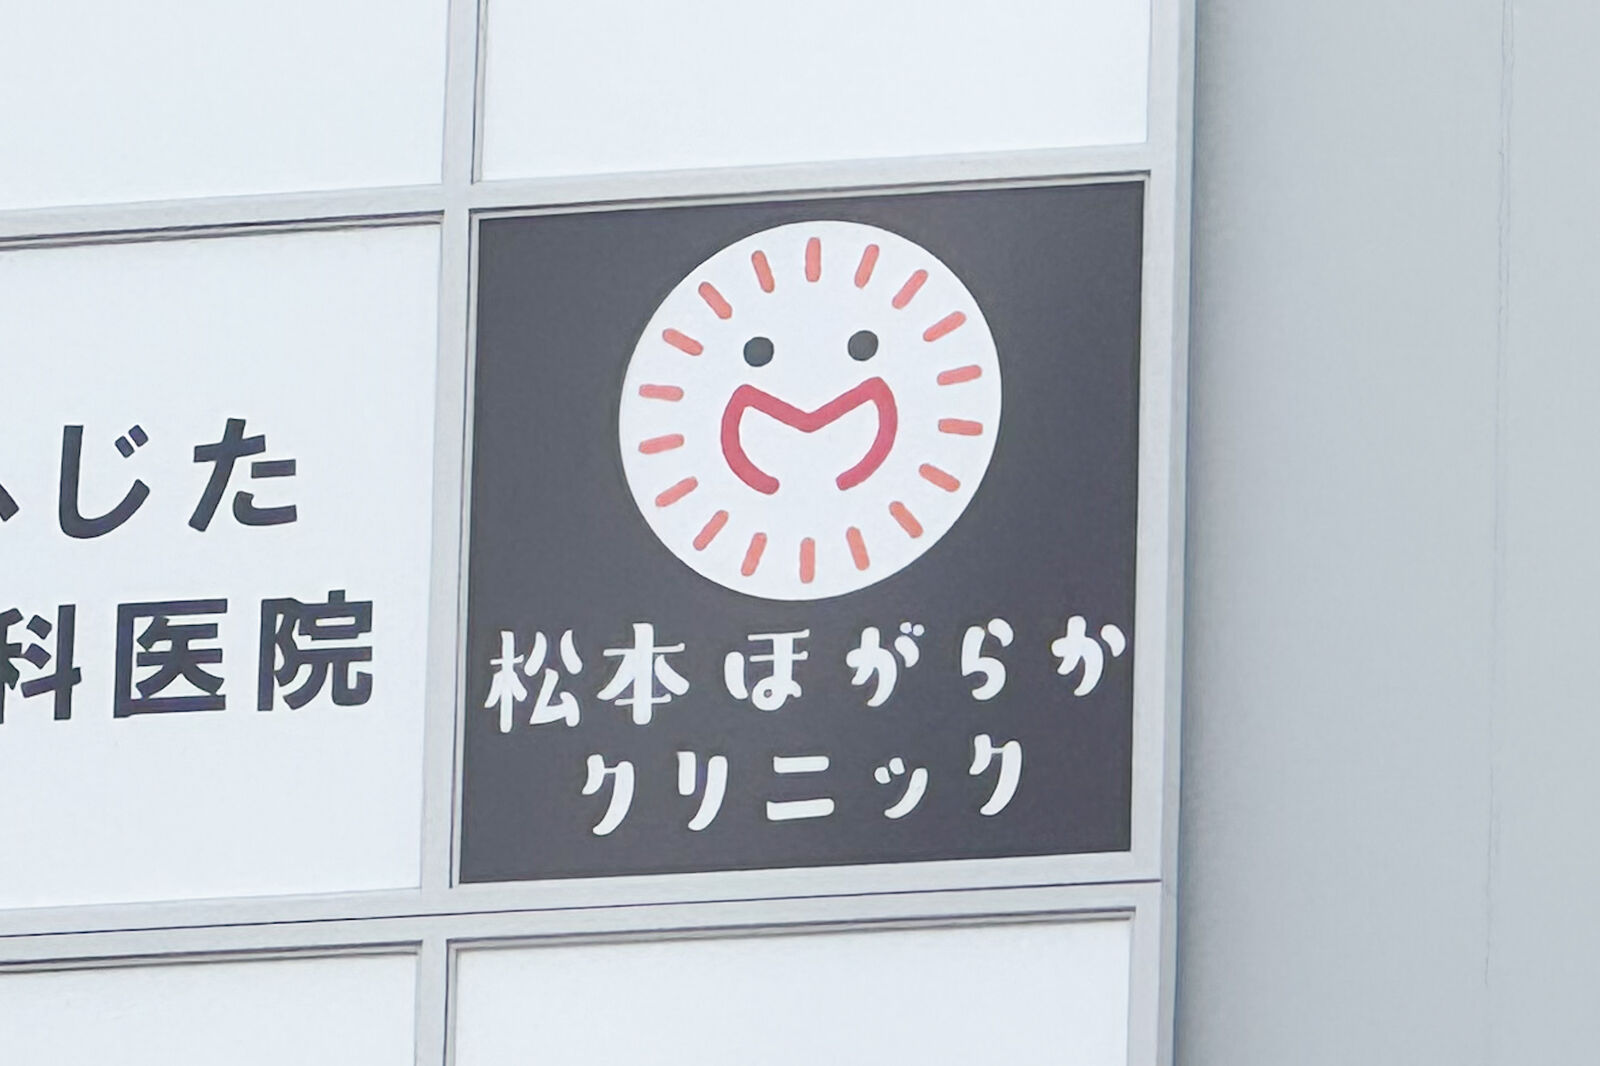 じた
科医院
松本ほがらか
クリニック